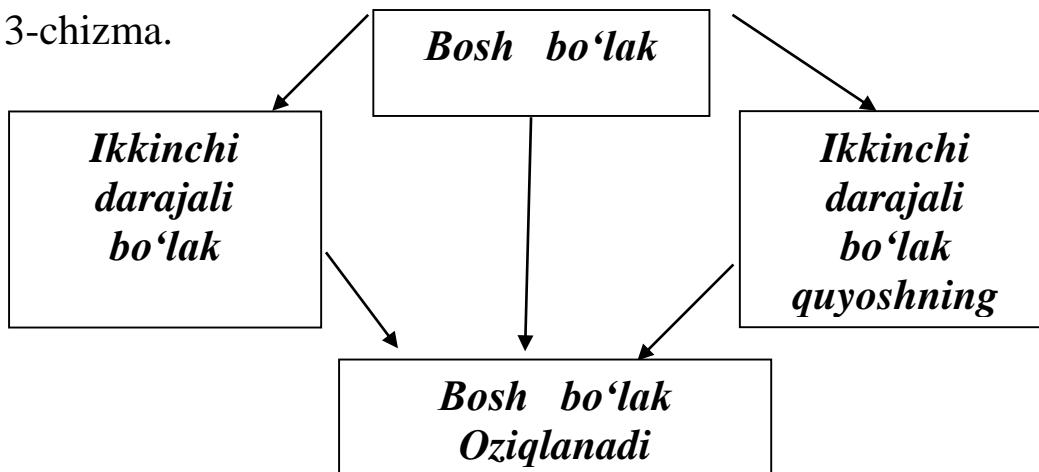 3-chizma.
Bosh bo‘lak
Ikkinchi
darajali
bo‘lak
Ikkinchi
darajali
bo‘lak
quyoshning
Bosh bo‘lak
Oziqlanadi